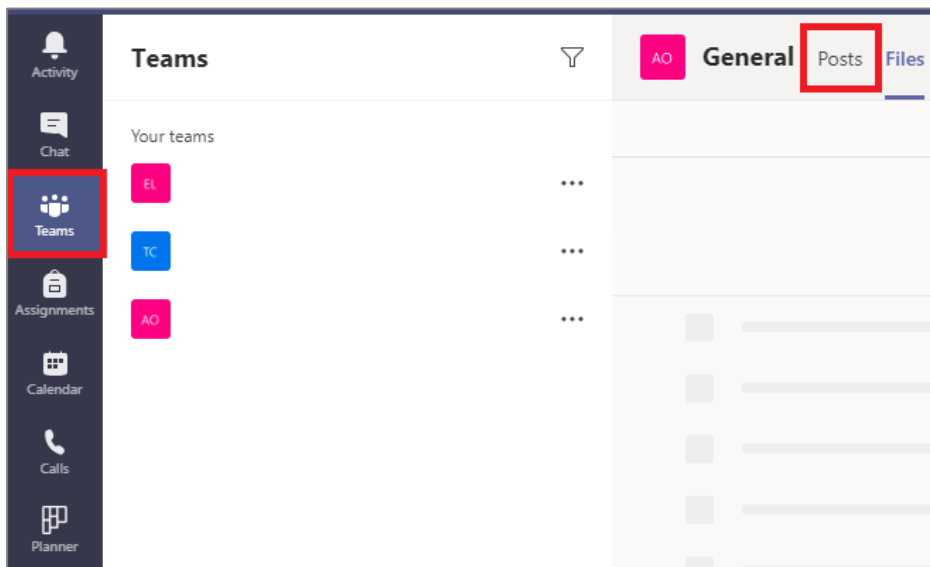 Activity
Chat
Teams
Assignments
Calendar
Calls
Planner
Teams
Your teams
EL
TC
AO
AO General Posts Files